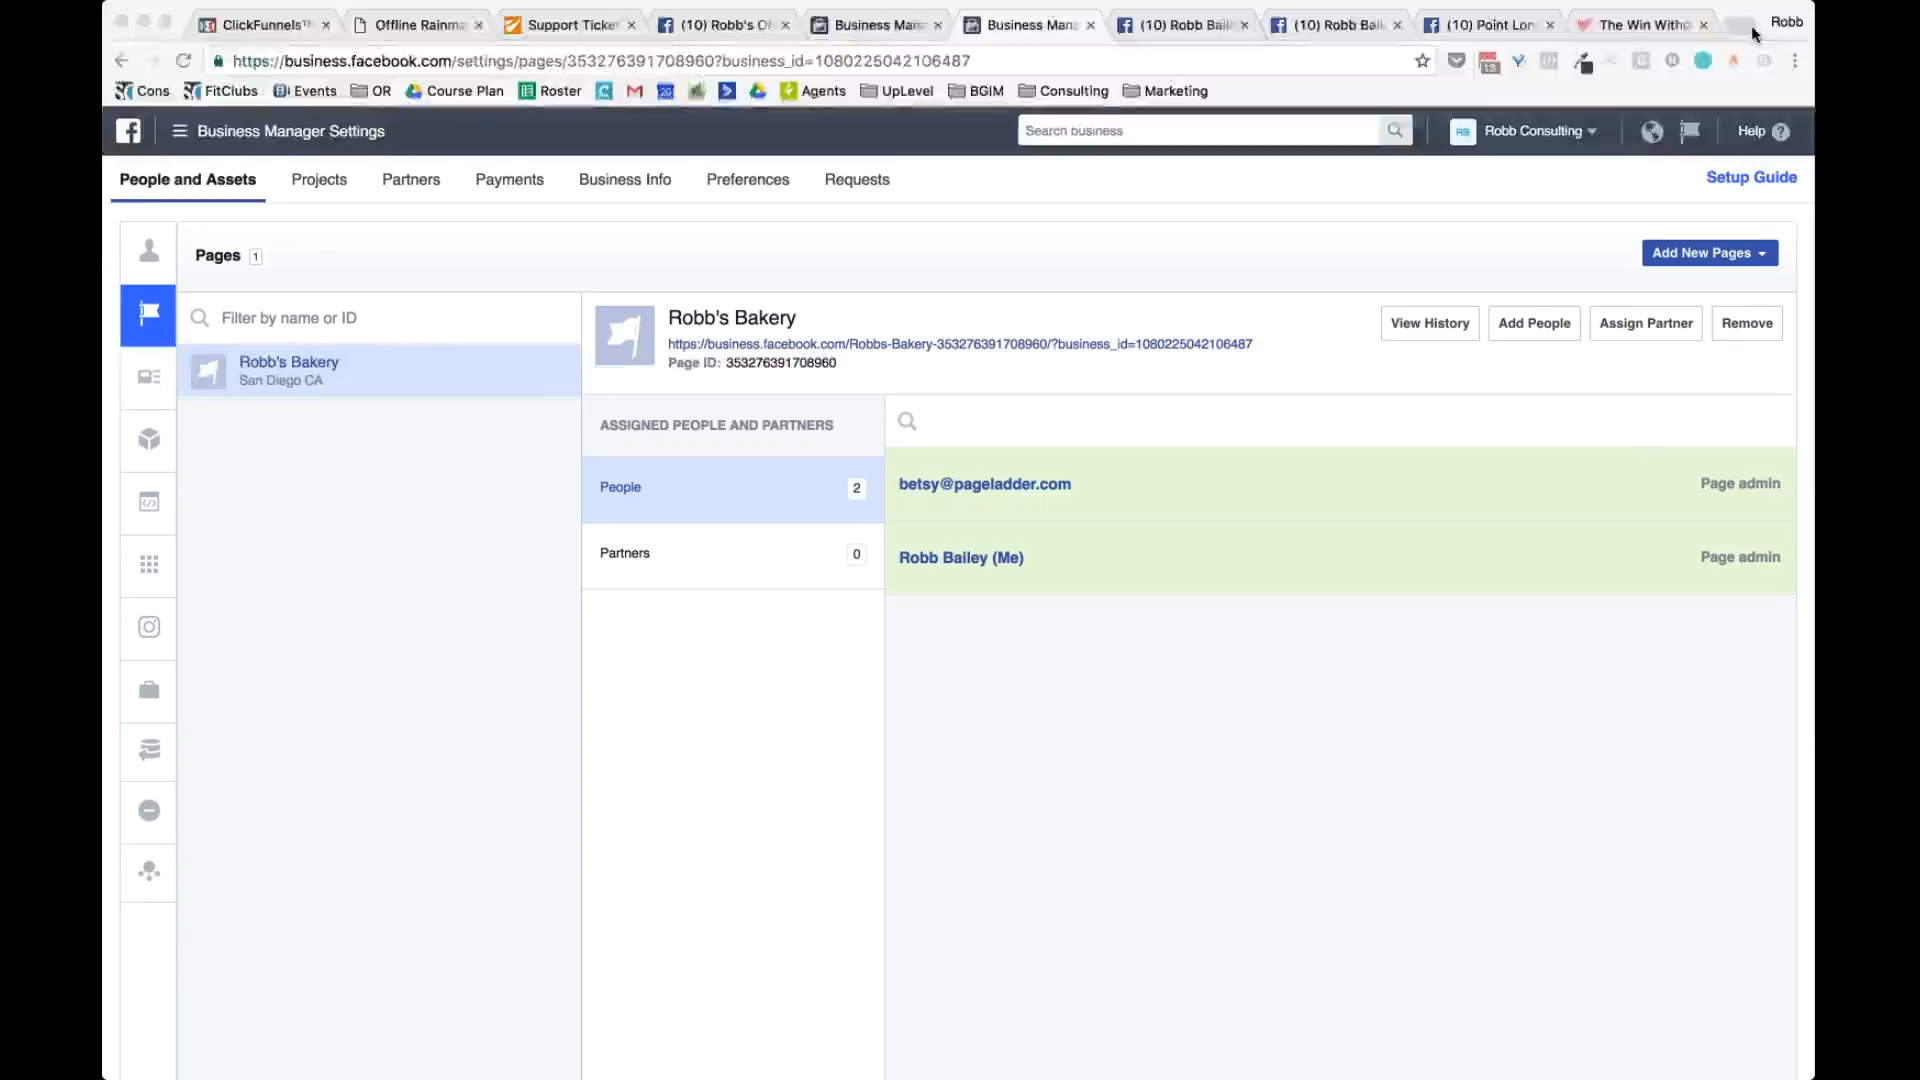 ClickFunnels™
Offline Rainma
Support Ticke
(10) Robb's Of
Business Man
Business Mana
(10) Robb Bail
(10) Robb Bail
(10) Point Lon
The Win Witho
Robb
https://business.facebook.com/settings/pages/353276391708960?business_id=1080225042106487
Cons
FitClubs
Events
OR
Course Plan
Roster
Agents
UpLevel
BGIM
Consulting
Marketing
Business Manager Settings
Search business
RB
Robb Consulting
Help
People and Assets
Projects
Partners
Payments
Business Info
Preferences
Requests
Setup Guide
Pages 1
Add New Pages
Filter by name or ID
Robb's Bakery
San Diego CA
Robb's Bakery
https://business.facebook.com/Robbs-Bakery-353276391708960/?business_id=1080225042106487
Page ID: 353276391708960
View History
Add People
Assign Partner
Remove
ASSIGNED PEOPLE AND PARTNERS
People 2
Partners 0
betsy@pageladder.com Page admin
Robb Bailey (Me) Page admin